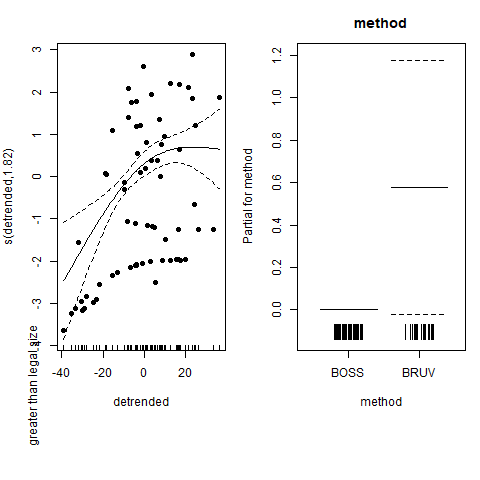 method
s(detrended,1.82)
greater than legal size
3
2
1
0
-1
-2
-3
-4
-40
-20
0
20
detrended
Partial for method
1.2
1.0
0.8
0.6
0.4
0.2
0.0
BOSS
BRUV
method